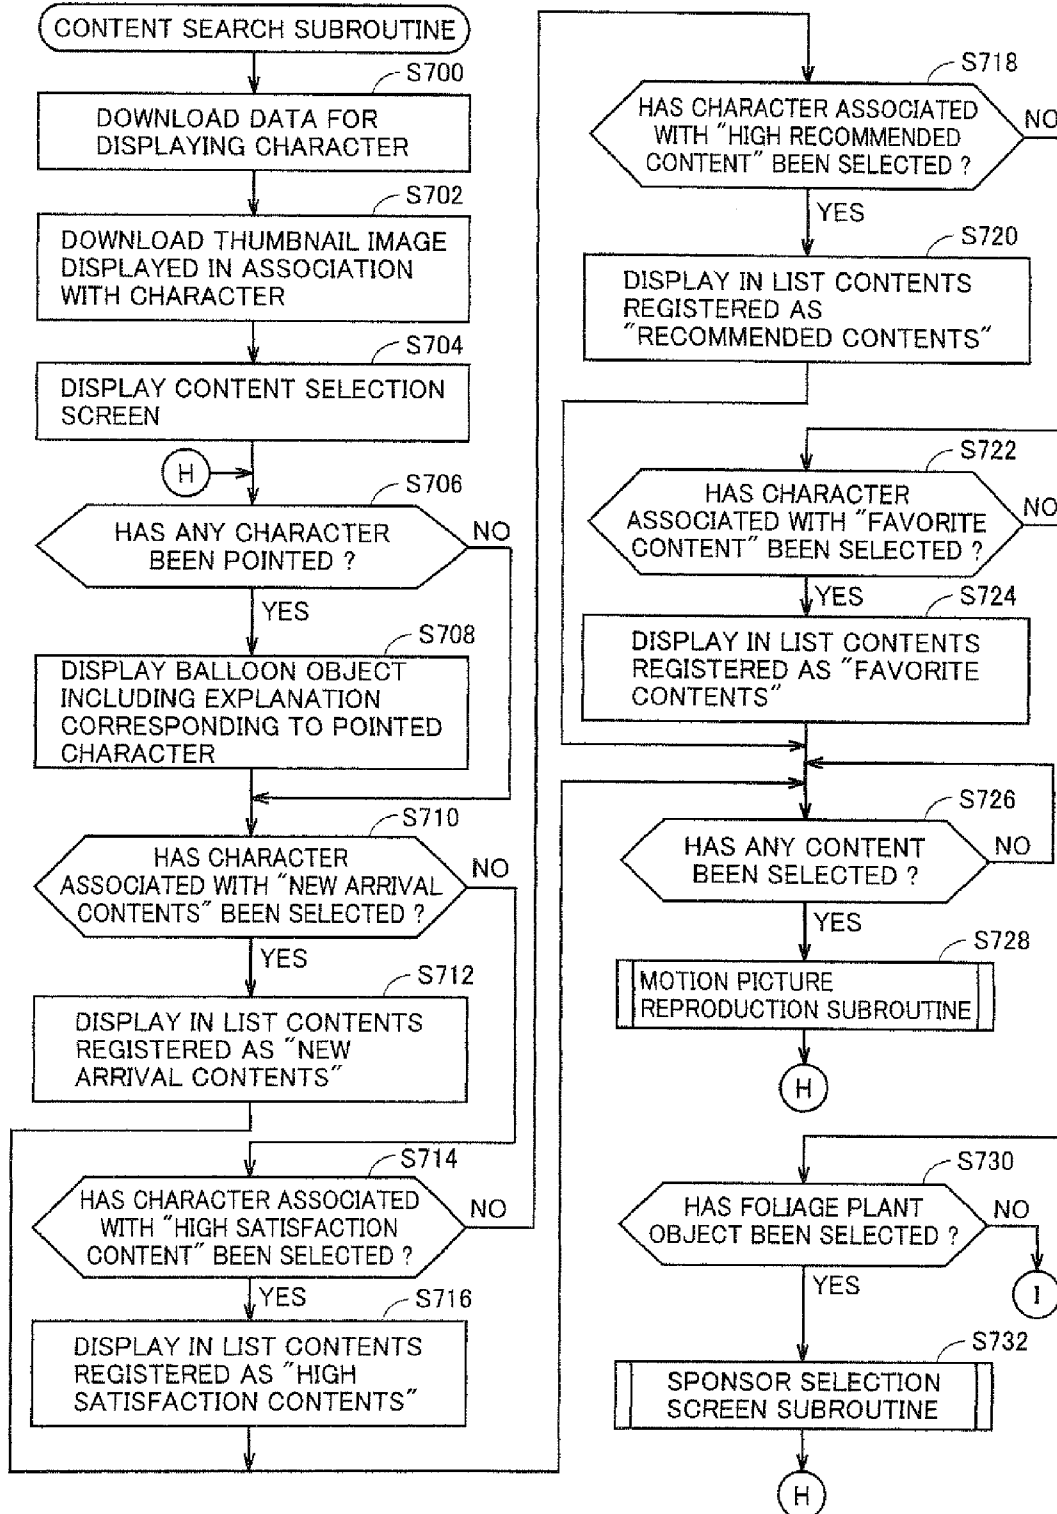 CONTENT SEARCH SUBROUTINE
S700
DOWNLOAD DATA FOR
DISPLAYING CHARACTER
S702
DOWNLOAD THUMBNAIL IMAGE
DISPLAYED IN ASSOCIATION
WITH CHARACTER
S704
DISPLAY CONTENT SELECTION
SCREEN
H
S706
HAS ANY CHARACTER
BEEN POINTED ?
NO
YES
S708
DISPLAY BALLOON OBJECT
INCLUDING EXPLANATION
CORRESPONDING TO POINTED
CHARACTER
S710
HAS CHARACTER
ASSOCIATED WITH "NEW ARRIVAL
CONTENTS" BEEN SELECTED ?
NO
YES
S712
DISPLAY IN LIST CONTENTS
REGISTERED AS "NEW
ARRIVAL CONTENTS"
S714
HAS CHARACTER ASSOCIATED
WITH "HIGH SATISFACTION
CONTENT" BEEN SELECTED ?
NO
YES
S716
DISPLAY IN LIST CONTENTS
REGISTERED AS "HIGH
SATISFACTION CONTENTS"
S718
HAS CHARACTER ASSOCIATED
WITH "HIGH RECOMMENDED
CONTENT" BEEN SELECTED ?
NO
YES
S720
DISPLAY IN LIST CONTENTS
REGISTERED AS
"RECOMMENDED CONTENTS"
S722
HAS CHARACTER
ASSOCIATED WITH "FAVORITE
CONTENT" BEEN SELECTED ?
NO
YES
S724
DISPLAY IN LIST CONTENTS
REGISTERED AS "FAVORITE
CONTENTS"
S726
HAS ANY CONTENT
BEEN SELECTED ?
NO
YES
S728
MOTION PICTURE
REPRODUCTION SUBROUTINE
H
S730
HAS FOLIAGE PLANT
OBJECT BEEN SELECTED ?
NO
YES
I
S732
SPONSOR SELECTION
SCREEN SUBROUTINE
H